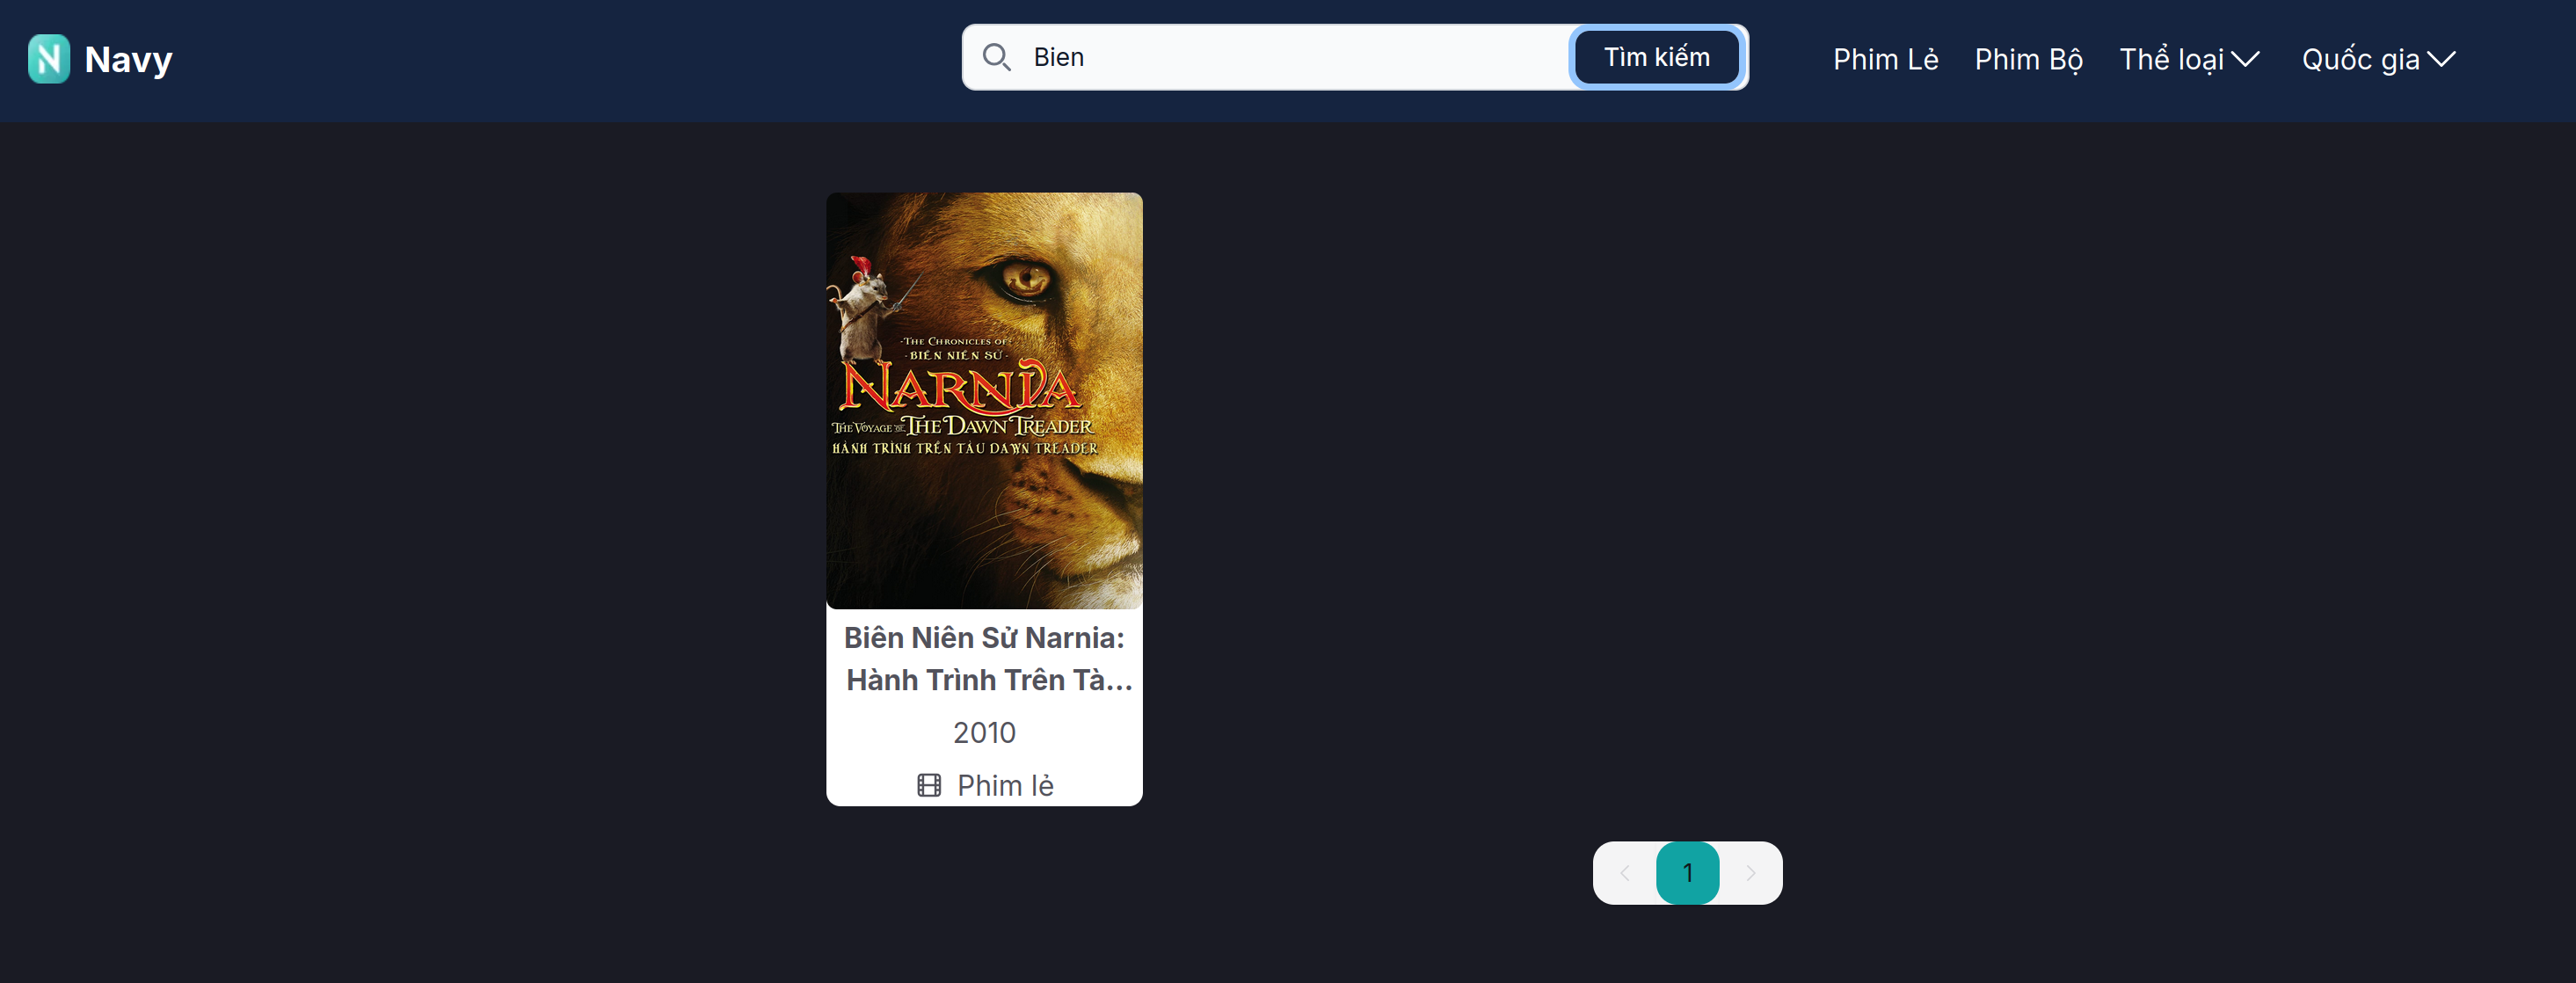 Navy
Bien
Tìm kiếm
Phim Lẻ
Phim Bộ
Thể loại
Quốc gia
-THE CHRONICLES OF-
-BIÊN NIÊN SỬ-
NARNIA
THE VOYAGE OF THE DAWN TREADER
HÀNH TRÌNH TRÊN TÀU DAWN TREADER
Biên Niên Sử Narnia:
Hành Trình Trên Tà...
2010
Phim lẻ
1